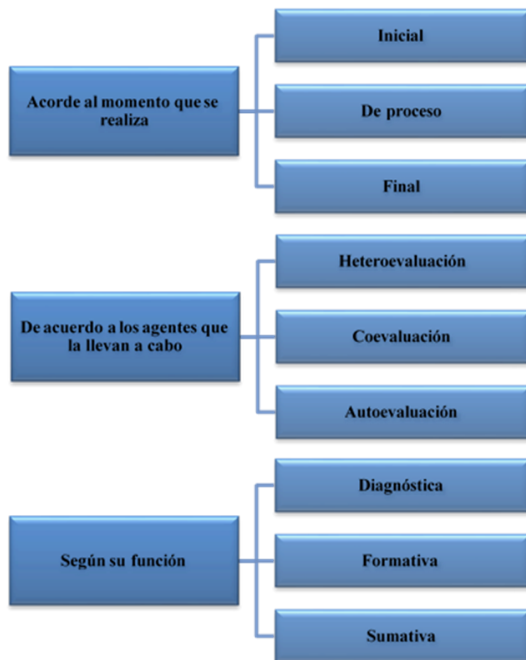 Acorde al momento que se
realiza
Inicial
De proceso
Final
De acuerdo a los agentes que
la llevan a cabo
Heteroevaluación
Coevaluación
Autoevaluación
Según su función
Diagnóstica
Formativa
Sumativa